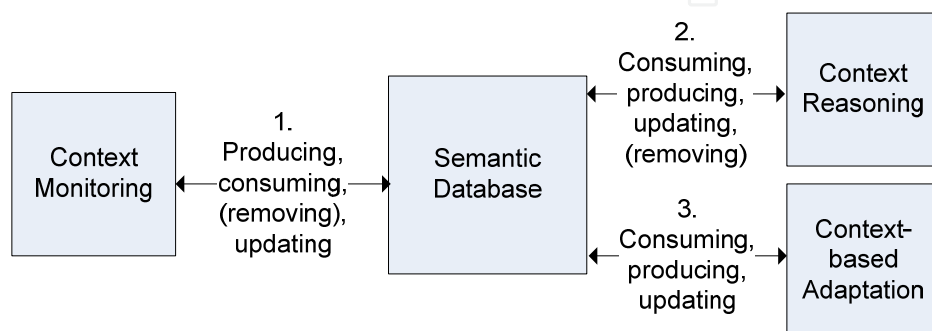 Context
Monitoring
1.
Producing,
consuming,
(removing),
updating
Semantic
Database
2.
Consuming,
producing,
updating,
(removing)
Context
Reasoning
3.
Consuming,
producing,
updating
Context-
based
Adaptation